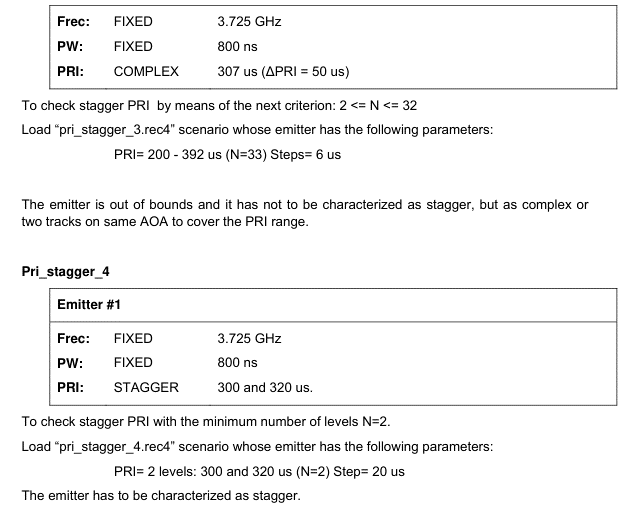 Frec: FIXED 3.725 GHz
PW: FIXED 800 ns
PRI: COMPLEX 307 us (ΔPRI = 50 us)
To check stagger PRI by means of the next criterion: 2 <= N <= 32
Load “pri_stagger_3.rec4” scenario whose emitter has the following parameters:
PRI= 200 - 392 us (N=33) Steps= 6 us
The emitter is out of bounds and it has not to be characterized as stagger, but as complex or
two tracks on same AOA to cover the PRI range.
Pri_stagger_4
Emitter #1
Frec: FIXED 3.725 GHz
PW: FIXED 800 ns
PRI: STAGGER 300 and 320 us.
To check stagger PRI with the minimum number of levels N=2.
Load “pri_stagger_4.rec4” scenario whose emitter has the following parameters:
PRI= 2 levels: 300 and 320 us (N=2) Step= 20 us
The emitter has to be characterized as stagger.